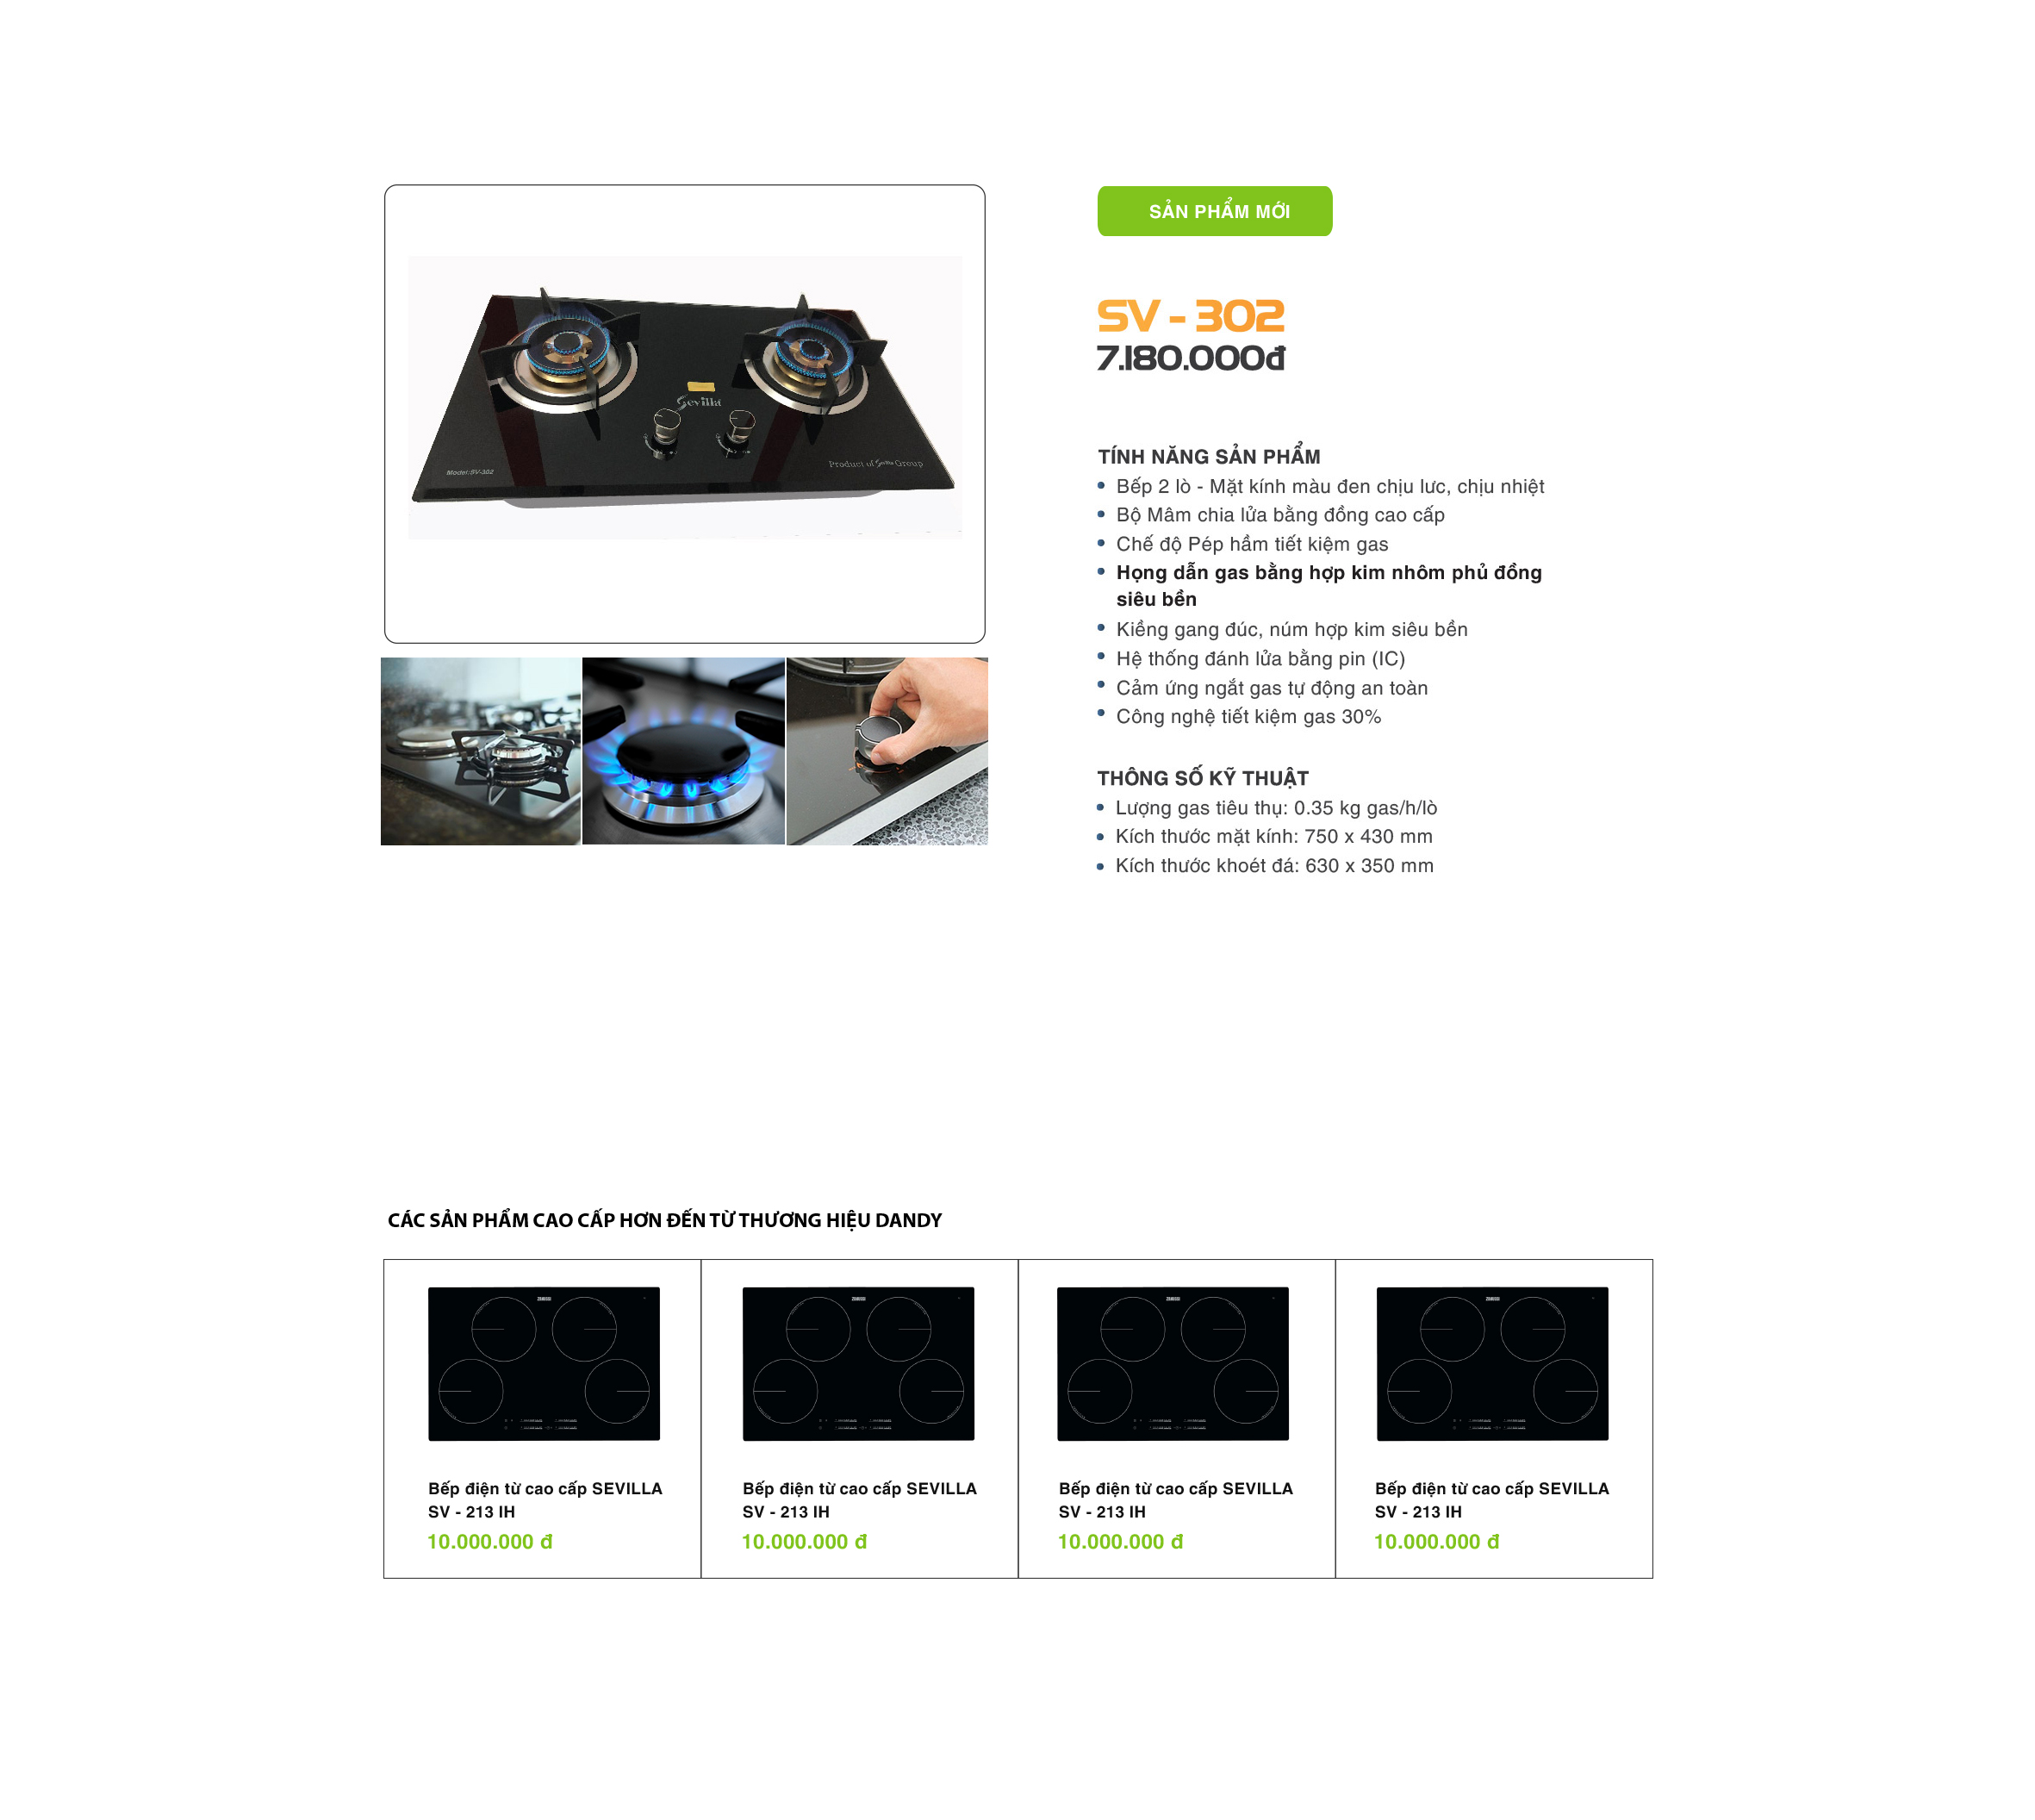 SẢN PHẨM MỚI
SV - 302
7.180.000đ
Sevilla
Model:SV-302
Product of Sevilla Group
TÍNH NĂNG SẢN PHẨM
Bếp 2 lò - Mặt kính màu đen chịu lưc, chịu nhiệt
Bộ Mâm chia lửa bằng đồng cao cấp
Chế độ Pép hầm tiết kiệm gas
Họng dẫn gas bằng hợp kim nhôm phủ đồng
siêu bền
Kiềng gang đúc, núm hợp kim siêu bền
Hệ thống đánh lửa bằng pin (IC)
Cảm ứng ngắt gas tự động an toàn
Công nghệ tiết kiệm gas 30%
THÔNG SỐ KỸ THUẬT
Lượng gas tiêu thụ: 0.35 kg gas/h/lò
Kích thước mặt kính: 750 x 430 mm
Kích thước khoét đá: 630 x 350 mm
CÁC SẢN PHẨM CAO CẤP HƠN ĐẾN TỪ THƯƠNG HIỆU DANDY
Bếp điện từ cao cấp SEVILLA
SV - 213 IH
10.000.000 đ
Bếp điện từ cao cấp SEVILLA
SV - 213 IH
10.000.000 đ
Bếp điện từ cao cấp SEVILLA
SV - 213 IH
10.000.000 đ
Bếp điện từ cao cấp SEVILLA
SV - 213 IH
10.000.000 đ